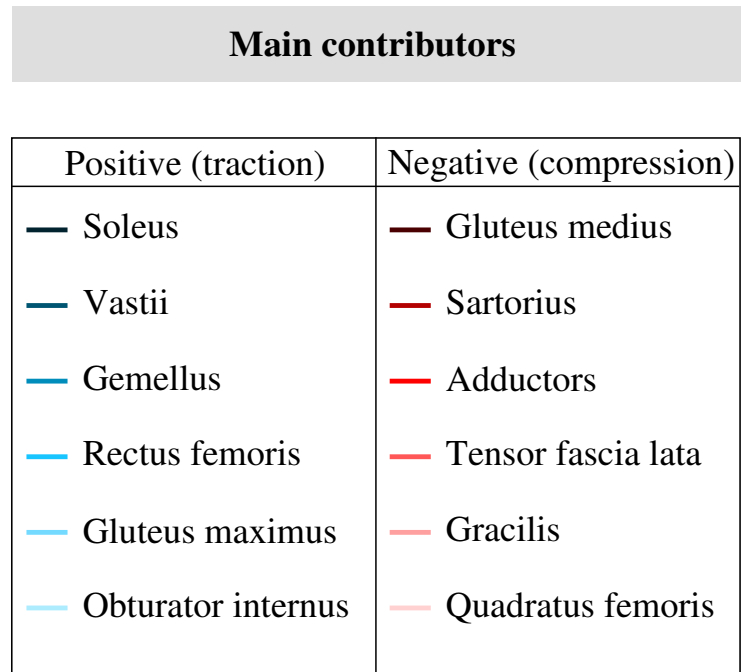 Main contributors
Positive (traction) Negative (compression)
Soleus Gluteus medius
Vastii Sartorius
Gemellus Adductors
Rectus femoris Tensor fascia lata
Gluteus maximus Gracilis
Obturator internus Quadratus femoris